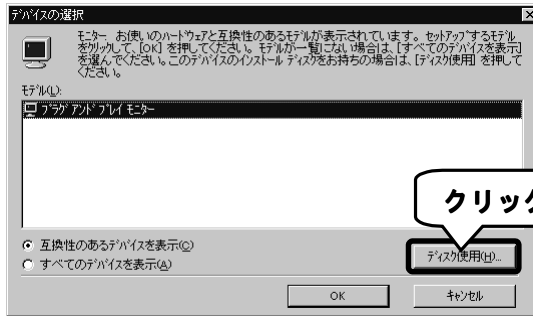 デバイスの選択
モニター お使いのハードウェアと互換性のあるモデルが表示されています。セットアップするモデル
をクリックして、[OK] を押してください。モデルが一覧にない場合は、[すべてのデバイスを表示]
を選んでください。このデバイスのインストール ディスクをお持ちの場合は、[ディスク使用] を押して
ください。
モデル(L):
プラグ アンド プレイ モニター
クリック
互換性のあるデバイスを表示(C)
すべてのデバイスを表示(A)
ディスク使用(H)...
OK
キャンセル